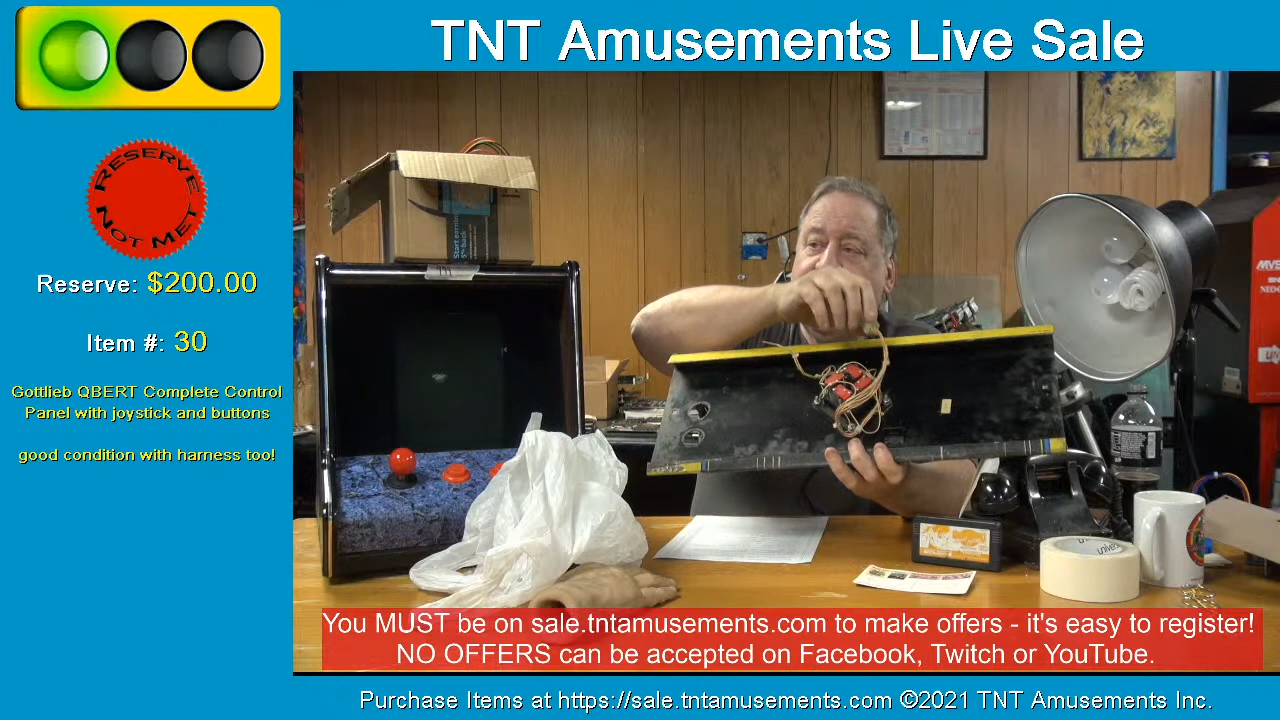 TNT Amusements Live Sale
RESERVE
NOT MET
Reserve: $200.00
Item #: 30
Gottlieb QBERT Complete Control
Panel with joystick and buttons
good condition with harness too!
You MUST be on sale.tntamusements.com to make offers - it's easy to register!
NO OFFERS can be accepted on Facebook, Twitch or YouTube.
Purchase Items at https://sale.tntamusements.com ©2021 TNT Amusements Inc.